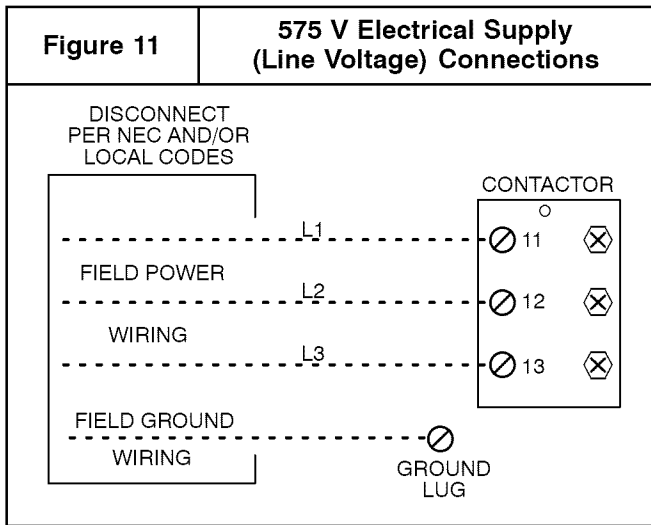 Figure 11
575 V Electrical Supply
(Line Voltage) Connections
DISCONNECT
PER NEC AND/OR
LOCAL CODES
CONTACTOR
L1
11
FIELD POWER
L2
12
WIRING
L3
13
FIELD GROUND
WIRING
GROUND
LUG